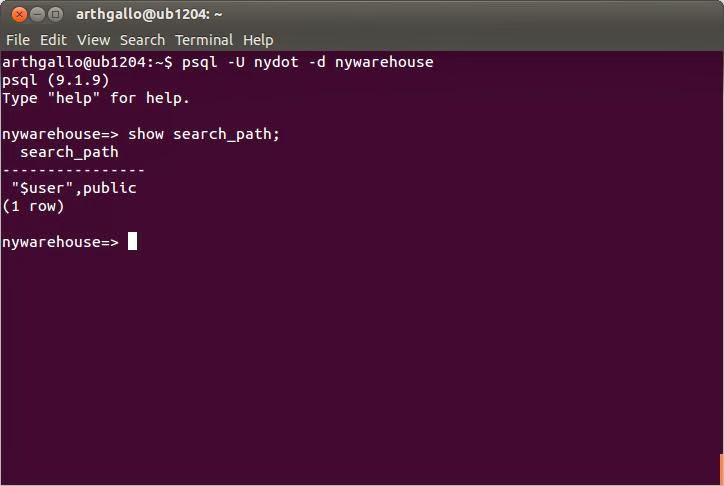 arthgallo@ub1204: ~
File Edit View Search Terminal Help
arthgallo@ub1204:~$ psql -U nydot -d nywarehouse
psql (9.1.9)
Type "help" for help.
nywarehouse=> show search_path;
  search_path
----------------
 "$user",public
(1 row)
nywarehouse=>